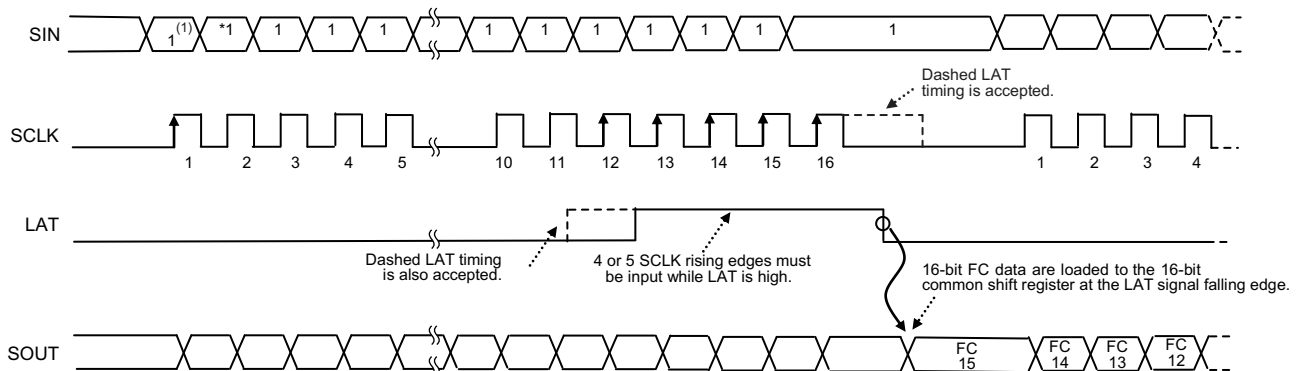 SIN 1(1) *1 1 1 1 1 1 1 1 1 1 1
Dashed LAT
timing is accepted.
SCLK
1 2 3 4 5 10 11 12 13 14 15 16 1 2 3 4
LAT
Dashed LAT timing
is also accepted.
4 or 5 SCLK rising edges must
be input while LAT is high.
16-bit FC data are loaded to the 16-bit
common shift register at the LAT signal falling edge.
SOUT
FC
15
FC
14
FC
13
FC
12